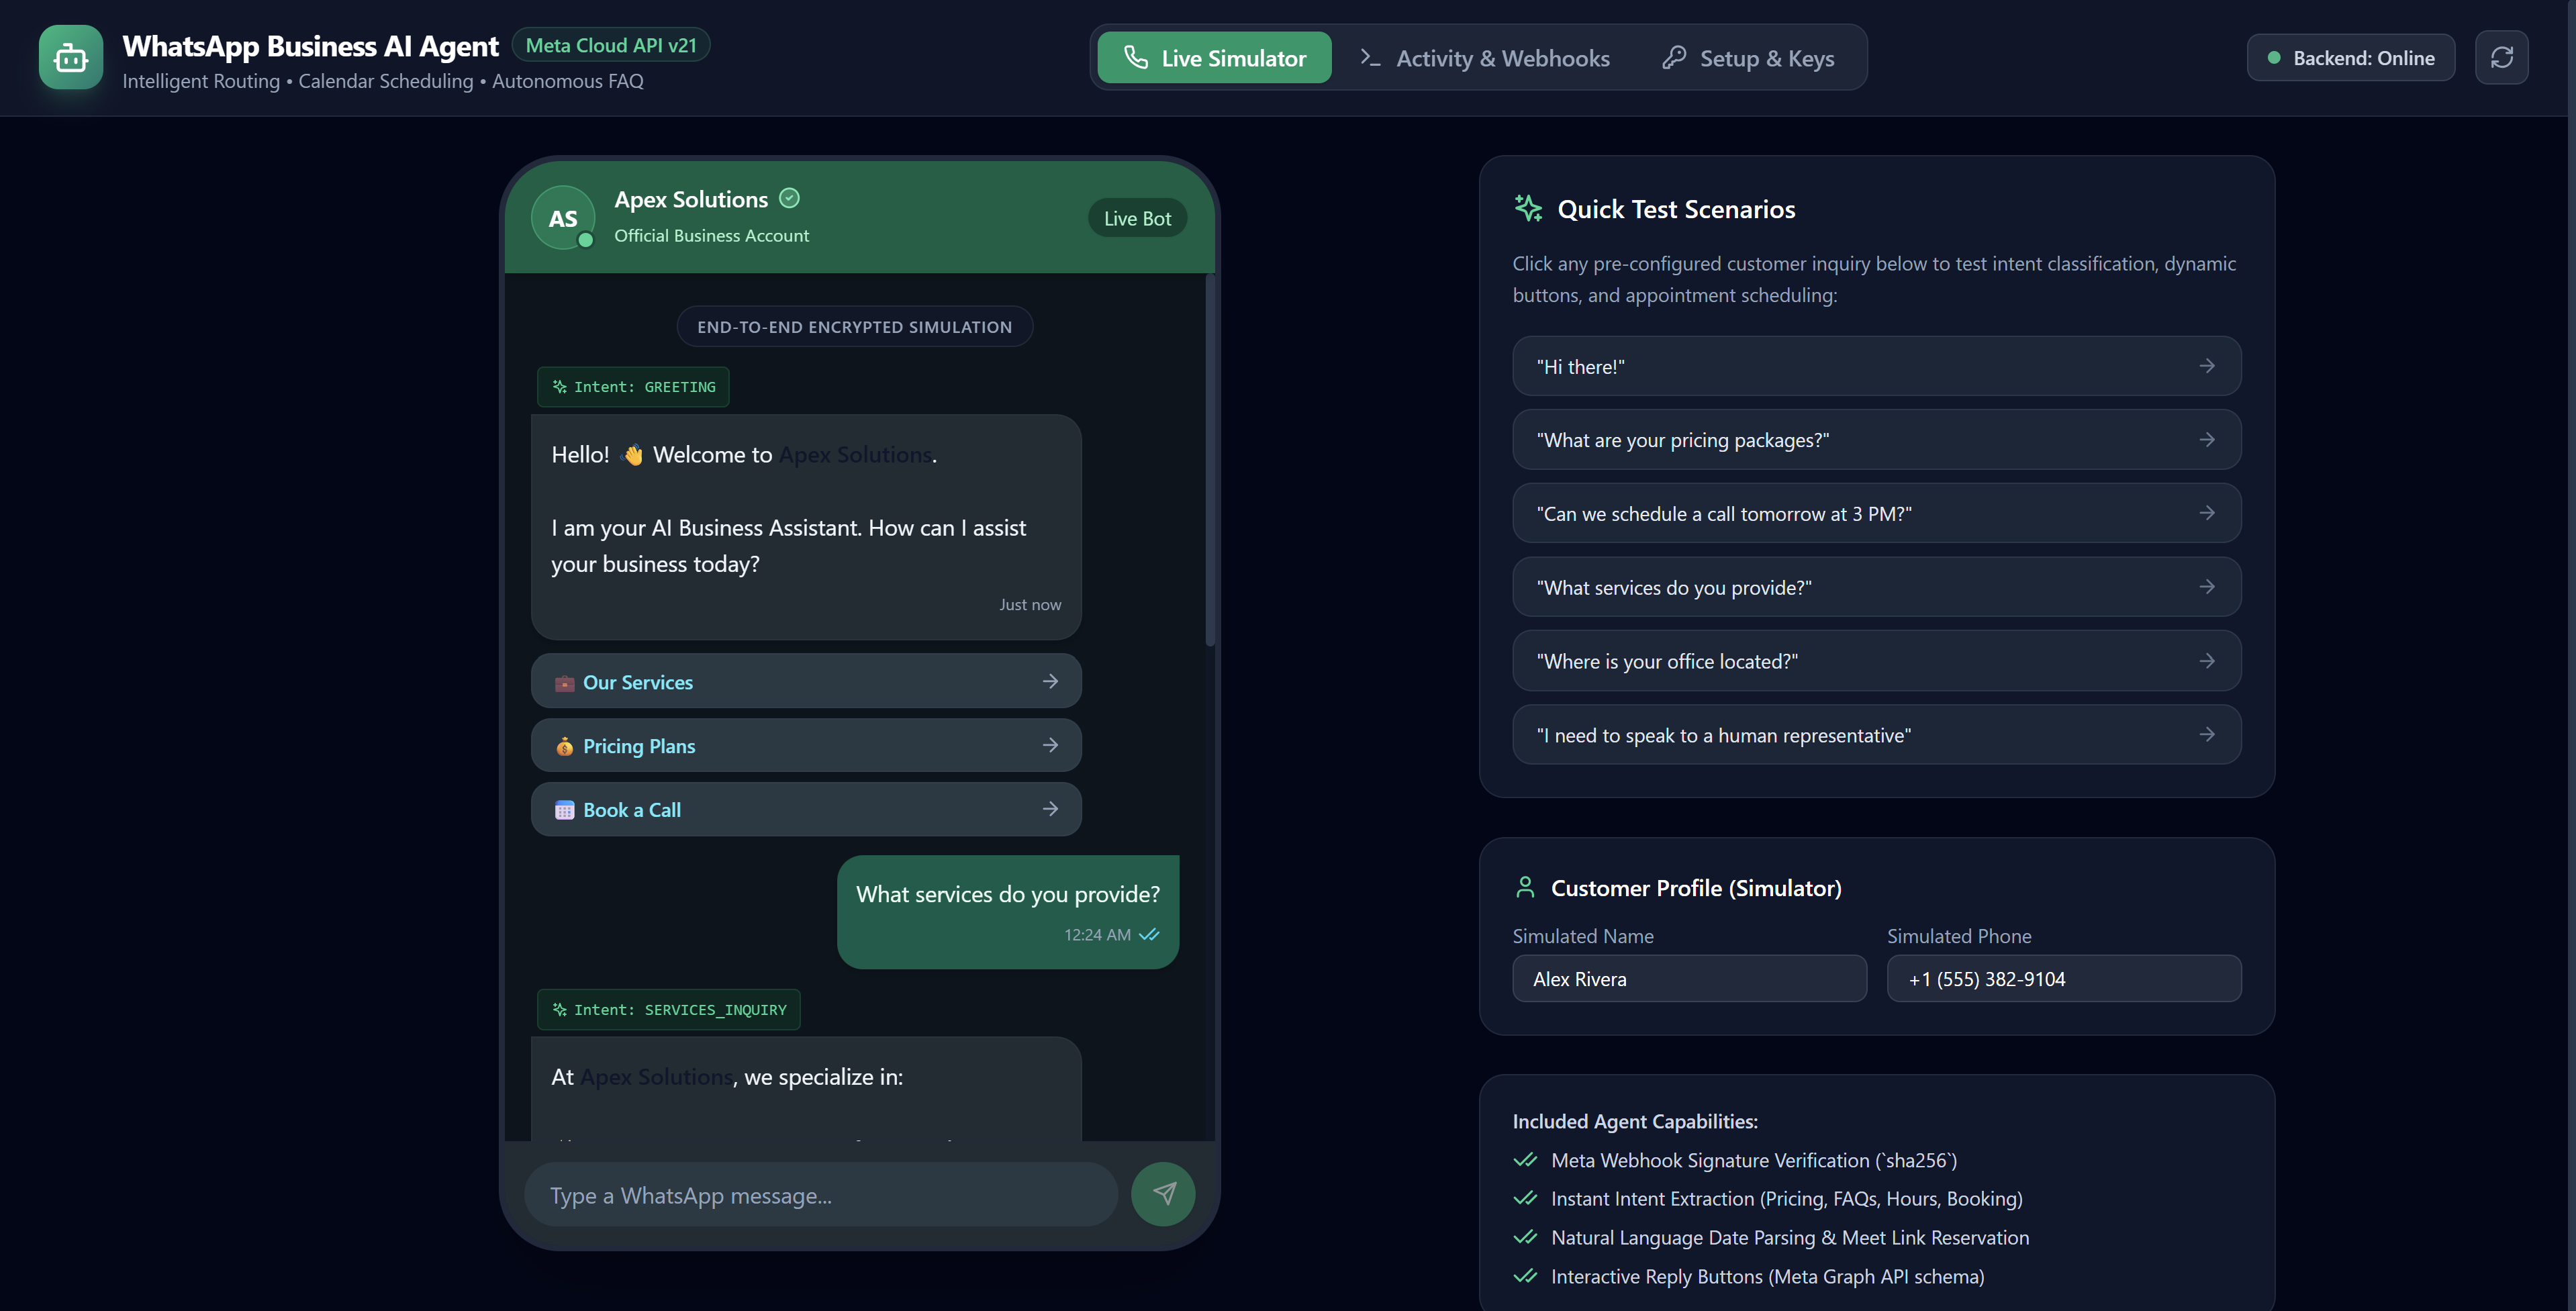 WhatsApp Business AI Agent Meta Cloud API v21
Intelligent Routing • Calendar Scheduling • Autonomous FAQ
Live Simulator
Activity & Webhooks
Setup & Keys
Backend: Online
AS
Apex Solutions
Official Business Account
Live Bot
END-TO-END ENCRYPTED SIMULATION
Intent: GREETING
Hello! 👋 Welcome to Apex Solutions.
I am your AI Business Assistant. How can I assist
your business today?
Just now
Our Services
Pricing Plans
Book a Call
What services do you provide?
12:24 AM
Intent: SERVICES_INQUIRY
At Apex Solutions, we specialize in:
Type a WhatsApp message...
Quick Test Scenarios
Click any pre-configured customer inquiry below to test intent classification, dynamic
buttons, and appointment scheduling:
"Hi there!"
"What are your pricing packages?"
"Can we schedule a call tomorrow at 3 PM?"
"What services do you provide?"
"Where is your office located?"
"I need to speak to a human representative"
Customer Profile (Simulator)
Simulated Name
Simulated Phone
Alex Rivera
+1 (555) 382-9104
Included Agent Capabilities:
Meta Webhook Signature Verification (`sha256`)
Instant Intent Extraction (Pricing, FAQs, Hours, Booking)
Natural Language Date Parsing & Meet Link Reservation
Interactive Reply Buttons (Meta Graph API schema)